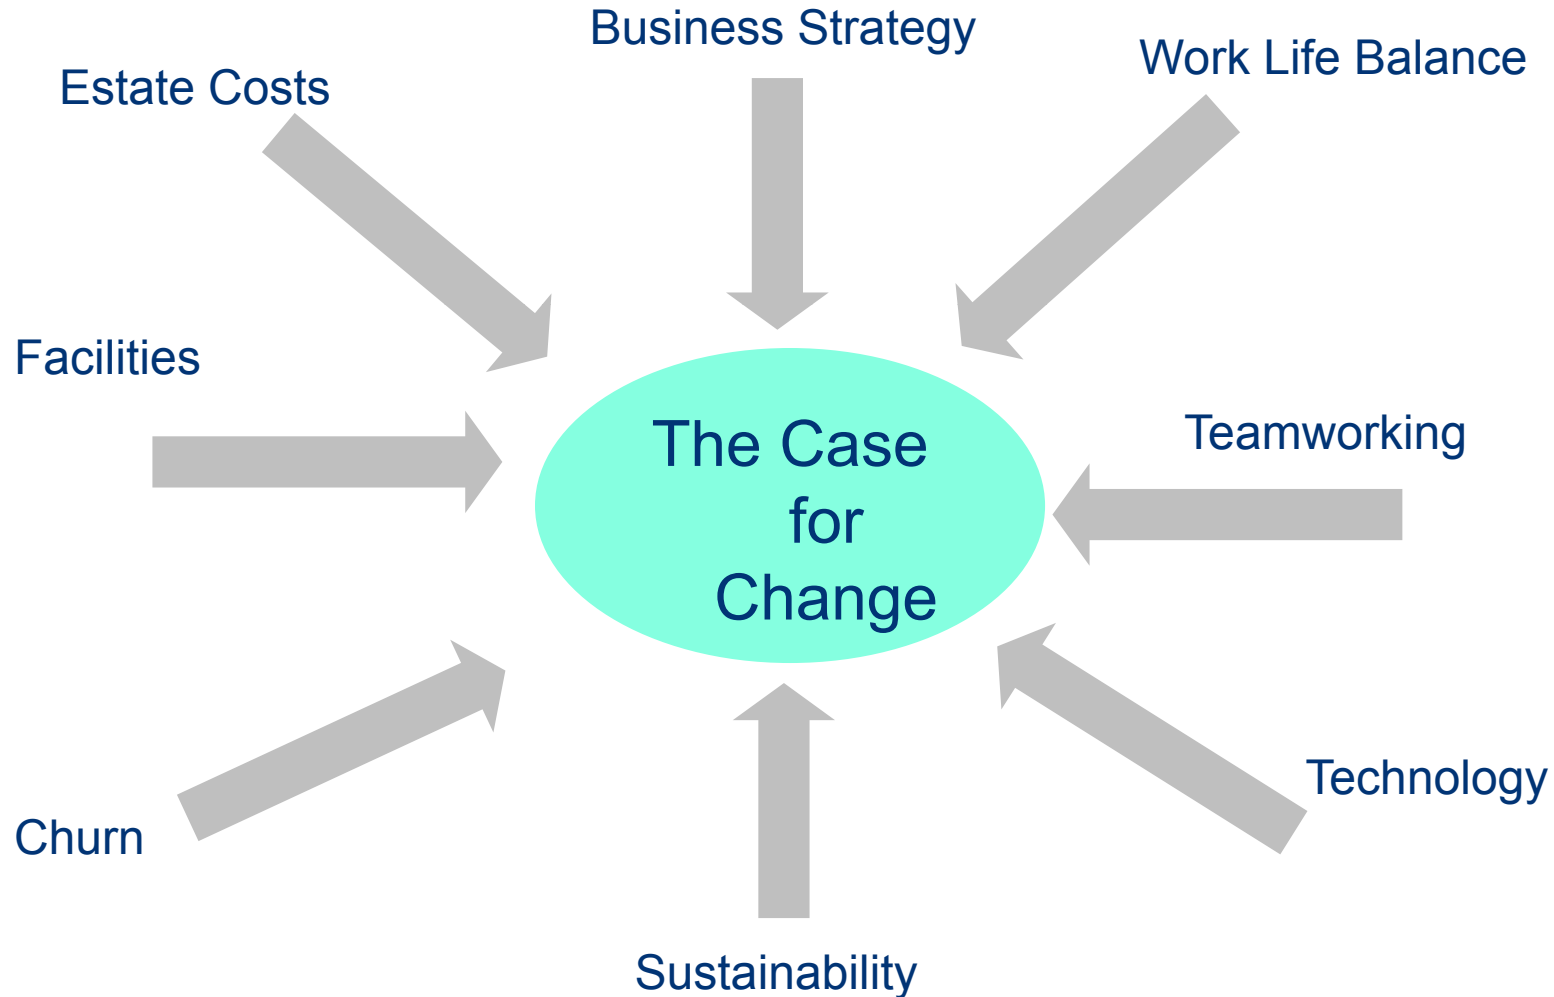 Business Strategy
Work Life Balance
Estate Costs
Facilities
The Case
for
Change
Teamworking
Technology
Churn
Sustainability